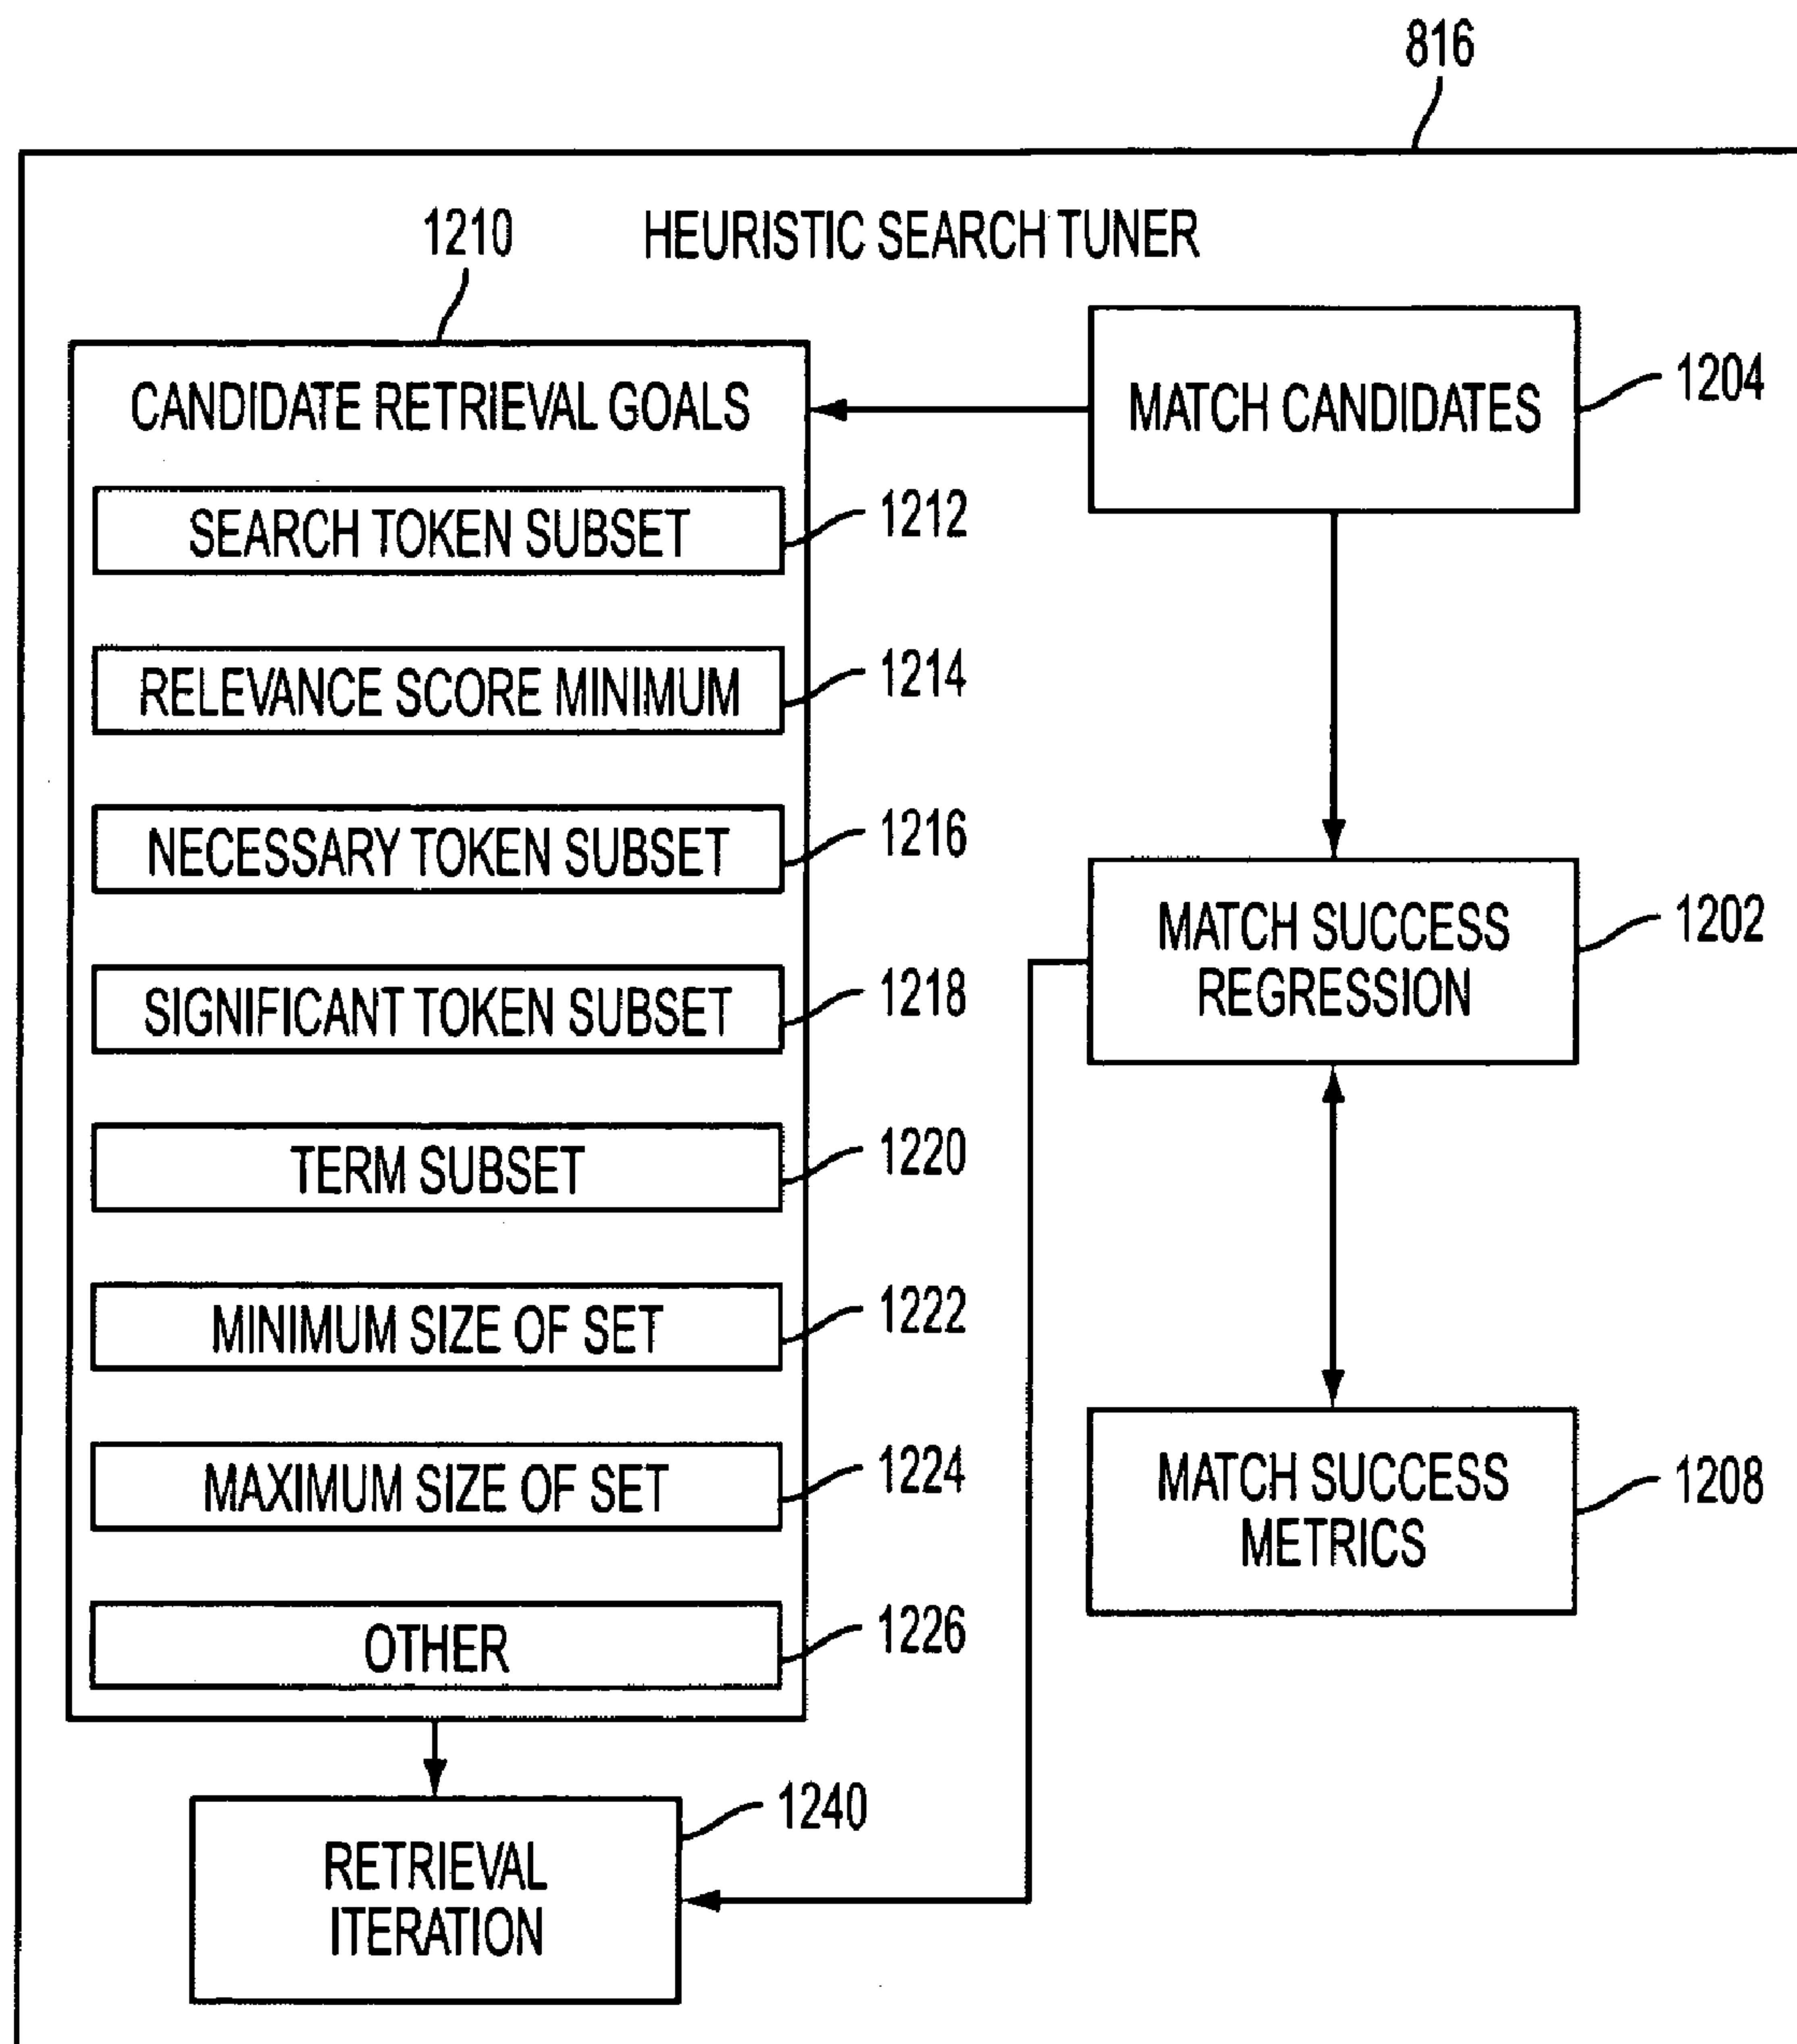 816
HEURISTIC SEARCH TUNER
1210
CANDIDATE RETRIEVAL GOALS
SEARCH TOKEN SUBSET
1212
RELEVANCE SCORE MINIMUM
1214
NECESSARY TOKEN SUBSET
1216
SIGNIFICANT TOKEN SUBSET
1218
TERM SUBSET
1220
MINIMUM SIZE OF SET
1222
MAXIMUM SIZE OF SET
1224
OTHER
1226
RETRIEVAL
ITERATION
1240
MATCH CANDIDATES
1204
MATCH SUCCESS
REGRESSION
1202
MATCH SUCCESS
METRICS
1208